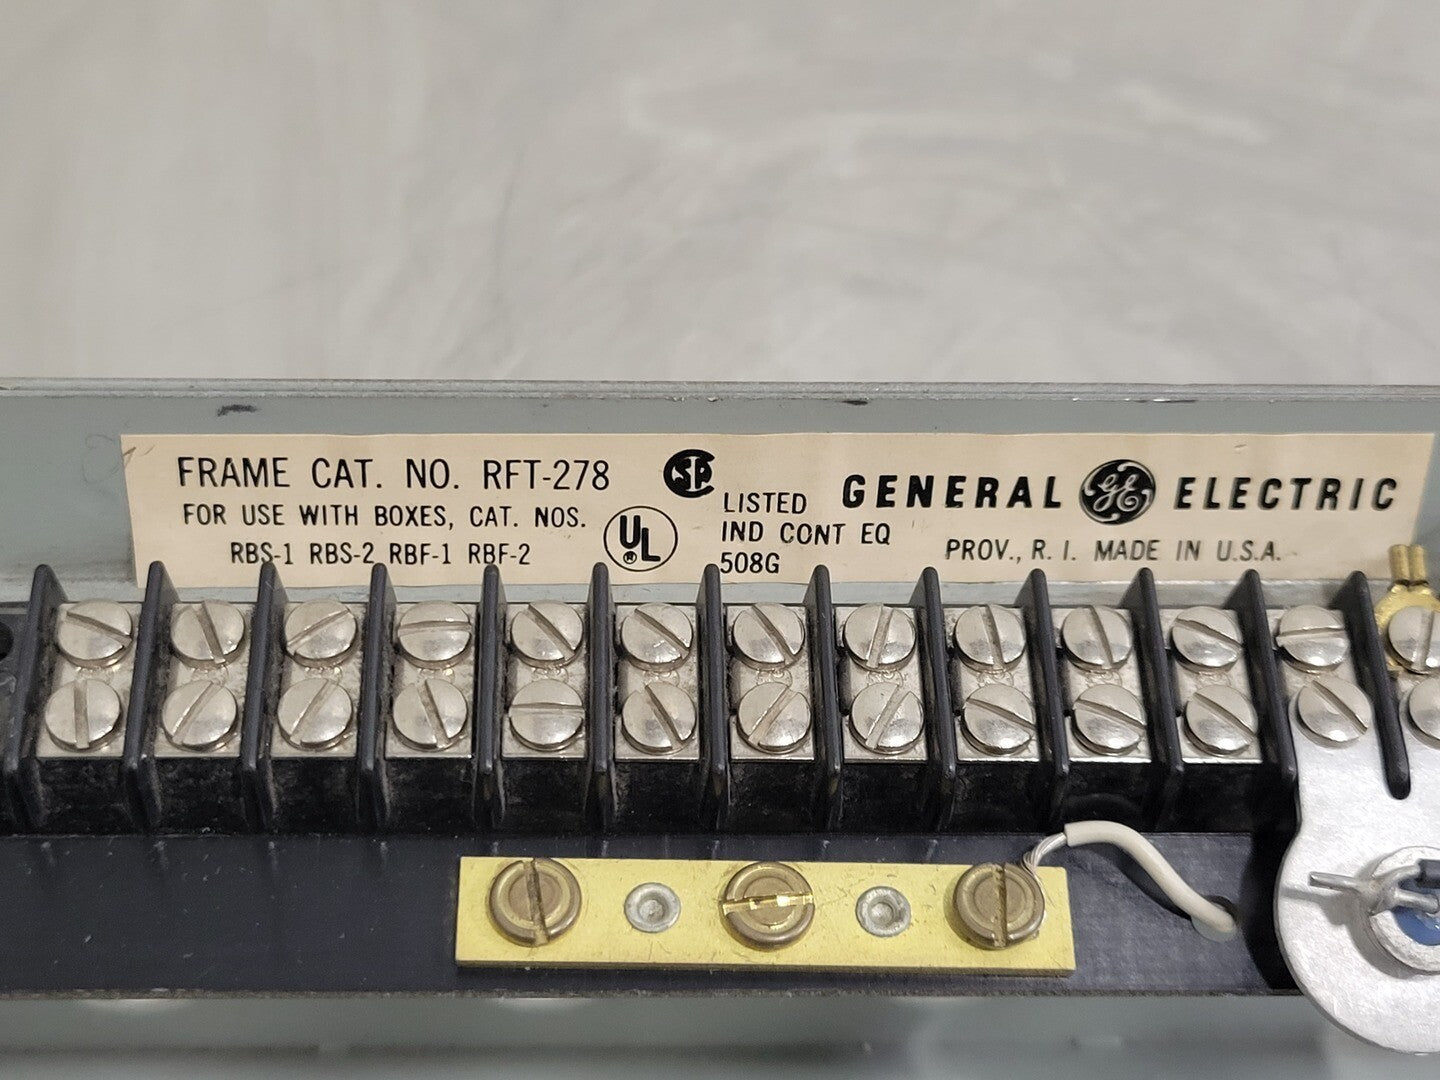 FRAME CAT. NO. RFT-278
FOR USE WITH BOXES, CAT. NOS.
RBS-1 RBS-2 RBF-1 RBF-2
UL
®
SP
LISTED
IND CONT EQ
508G
GENERAL GE ELECTRIC
PROV., R. I. MADE IN U.S.A.